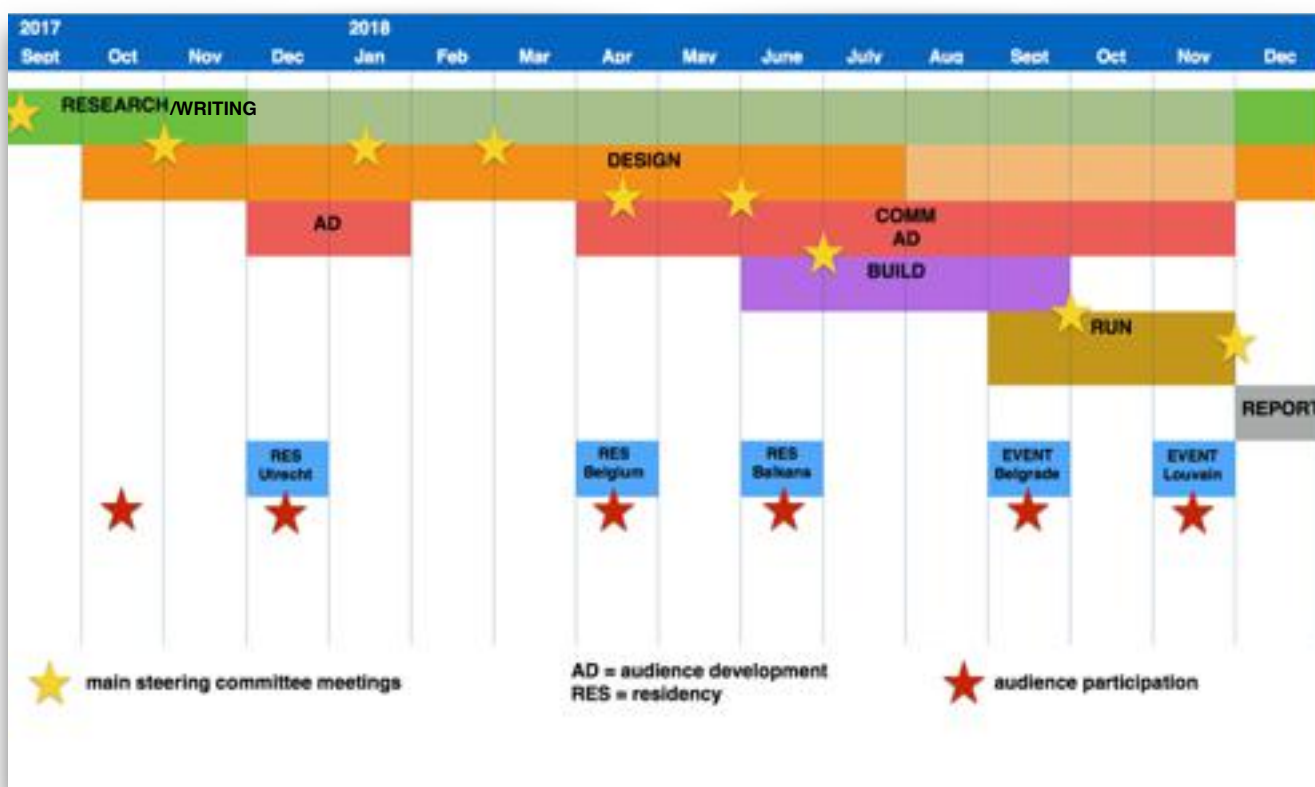 2017 2018
Sept Oct Nov Dec Jan Feb Mar Apr May June July Aug Sept Oct Nov Dec
RESEARCH/WRITING
DESIGN
AD
COMM
AD
BUILD
RUN
REPORT
RES
Utrecht
RES
Belgium
RES
Balkans
EVENT
Belgrade
EVENT
Louvain
main steering committee meetings
AD = audience development
RES = residency
audience participation